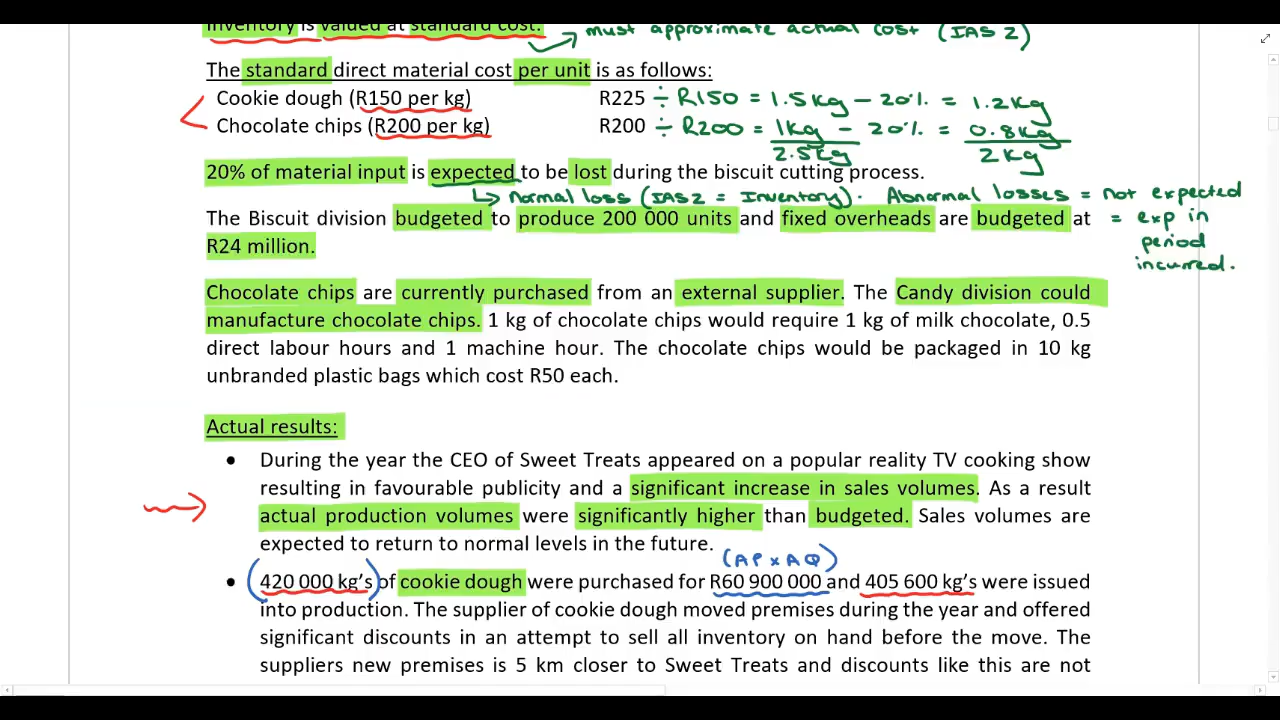 inventory is valued at standard cost. must approximate actual cost (IAS 2)
The standard direct material cost per unit is as follows:
Cookie dough (R150 per kg) R225 ÷ R150 = 1.5kg - 20% = 1.2kg
Chocolate chips (R200 per kg) R200 ÷ R200 = 1kg - 20% = 0.8kg
2.5kg 2kg
20% of material input is expected to be lost during the biscuit cutting process.
↳ normal loss (IAS2 = Inventory). Abnormal losses = not expected
The Biscuit division budgeted to produce 200 000 units and fixed overheads are budgeted at = exp in
R24 million. period
incurred.
Chocolate chips are currently purchased from an external supplier. The Candy division could
manufacture chocolate chips. 1 kg of chocolate chips would require 1 kg of milk chocolate, 0.5
direct labour hours and 1 machine hour. The chocolate chips would be packaged in 10 kg
unbranded plastic bags which cost R50 each.
Actual results:
• During the year the CEO of Sweet Treats appeared on a popular reality TV cooking show
resulting in favourable publicity and a significant increase in sales volumes. As a result
actual production volumes were significantly higher than budgeted. Sales volumes are
expected to return to normal levels in the future.
(AP x AQ)
• 420 000 kg's of cookie dough were purchased for R60 900 000 and 405 600 kg's were issued
into production. The supplier of cookie dough moved premises during the year and offered
significant discounts in an attempt to sell all inventory on hand before the move. The
suppliers new premises is 5 km closer to Sweet Treats and discounts like this are not